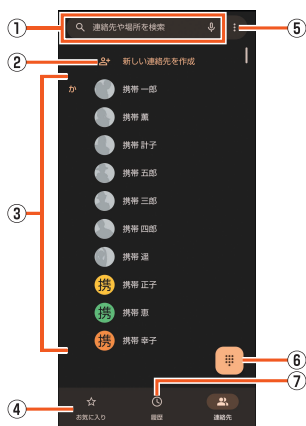 ①
連絡先や場所を検索
⑤
②
新しい連絡先を作成
か
携帯 一郎
携帯 薫
携帯 計子
携帯 五郎
③
携帯 三郎
携帯 四郎
携帯 遥
携 携帯 正子
携 携帯 恵
携 携帯 幸子
⑥
⑦
④
お気に入り
履歴
連絡先